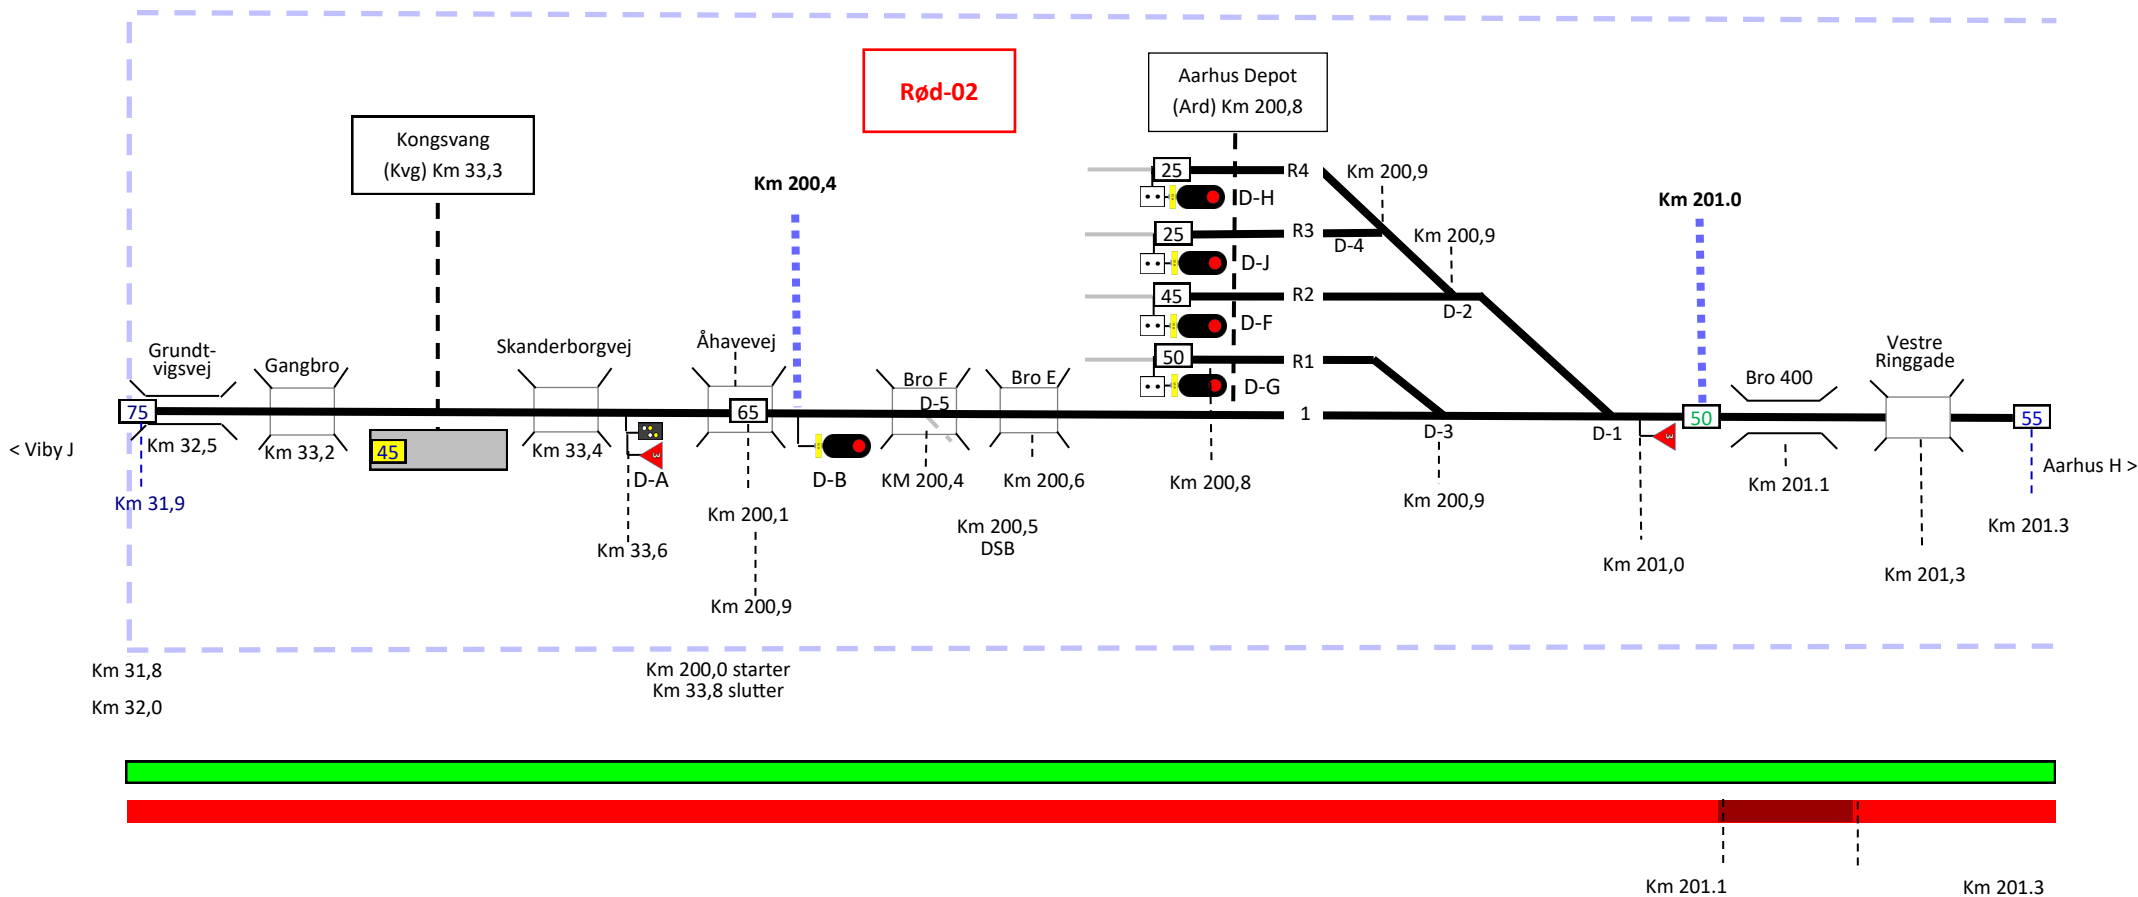 Rød-02
Aarhus Depot
(Ard) Km 200,8
Kongsvang
(Kvg) Km 33,3
Km 200,4
25
R4
Km 200,9
D-H
Km 201.0
25
R3
D-4
Km 200,9
D-J
45
R2
D-2
D-F
Grundt-
vigsvej
Gangbro
Skanderborgvej
Åhavevej
50
R1
D-G
Bro F
Bro E
Bro 400
Vestre
Ringgade
75
65
D-5
1
D-3
D-1
3
50
55
< Viby J
Km 32,5
Km 33,2
45
Km 33,4
3
D-A
D-B
KM 200,4
Km 200,6
Km 200,8
Km 200,9
Km 201.1
Aarhus H >
Km 31,9
Km 200,1
Km 200,5
DSB
Km 201.3
Km 33,6
Km 201,0
Km 201,3
Km 200,9
Km 31,8
Km 200,0 starter
Km 33,8 slutter
Km 32,0
Km 201.1
Km 201.3